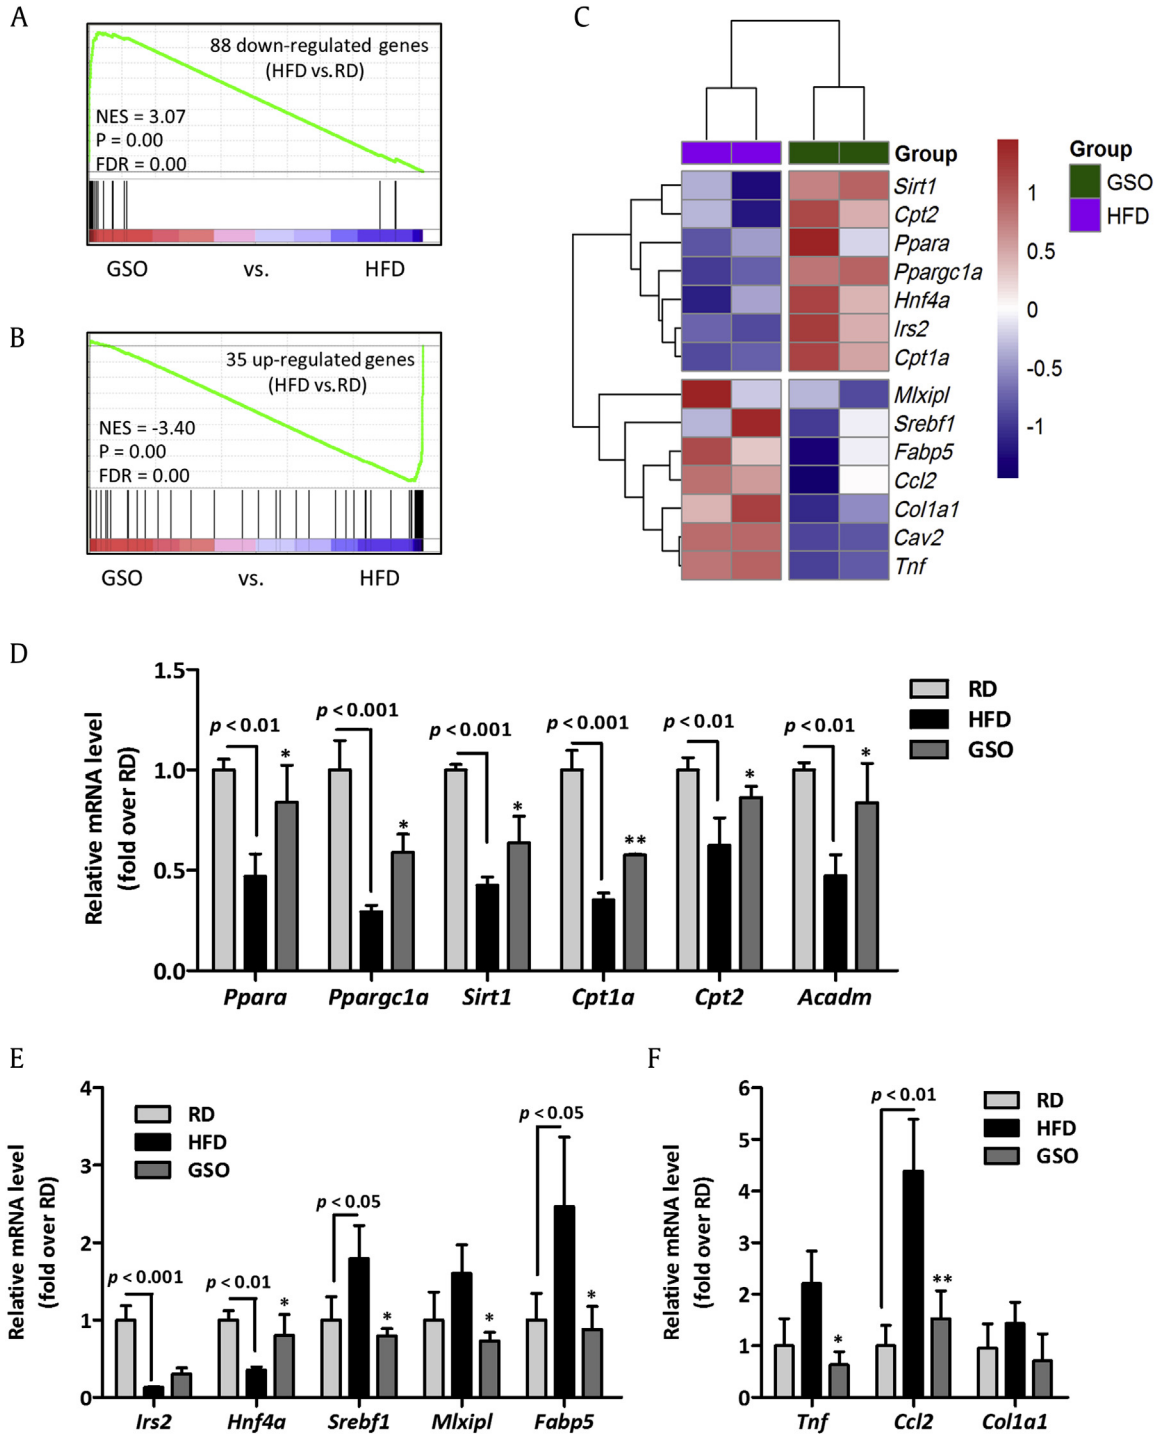 A
88 down-regulated genes
(HFD vs.RD)
NES = 3.07
P = 0.00
FDR = 0.00
GSO vs. HFD
B
35 up-regulated genes
(HFD vs.RD)
NES = -3.40
P = 0.00
FDR = 0.00
GSO vs. HFD
C
Group
Sirt1
Cpt2
Ppara
Ppargc1a
Hnf4a
Irs2
Cpt1a
Mlxipl
Srebf1
Fabp5
Ccl2
Col1a1
Cav2
Tnf
1
0.5
0
-0.5
-1
Group
GSO
HFD
D
Relative mRNA level
(fold over RD)
1.5
1.0
0.5
0.0
p < 0.01
*
p < 0.001
*
p < 0.001
*
p < 0.001
**
p < 0.01
*
p < 0.01
*
RD
HFD
GSO
Ppara Ppargc1a Sirt1 Cpt1a Cpt2 Acadm
E
Relative mRNA level
(fold over RD)
4
3
2
1
0
RD
HFD
GSO
p < 0.001
p < 0.01
*
p < 0.05
*
*
p < 0.05
*
Irs2 Hnf4a Srebf1 Mlxipl Fabp5
F
Relative mRNA level
(fold over RD)
6
5
4
3
2
1
0
*
p < 0.01
**
RD
HFD
GSO
Tnf Ccl2 Col1a1